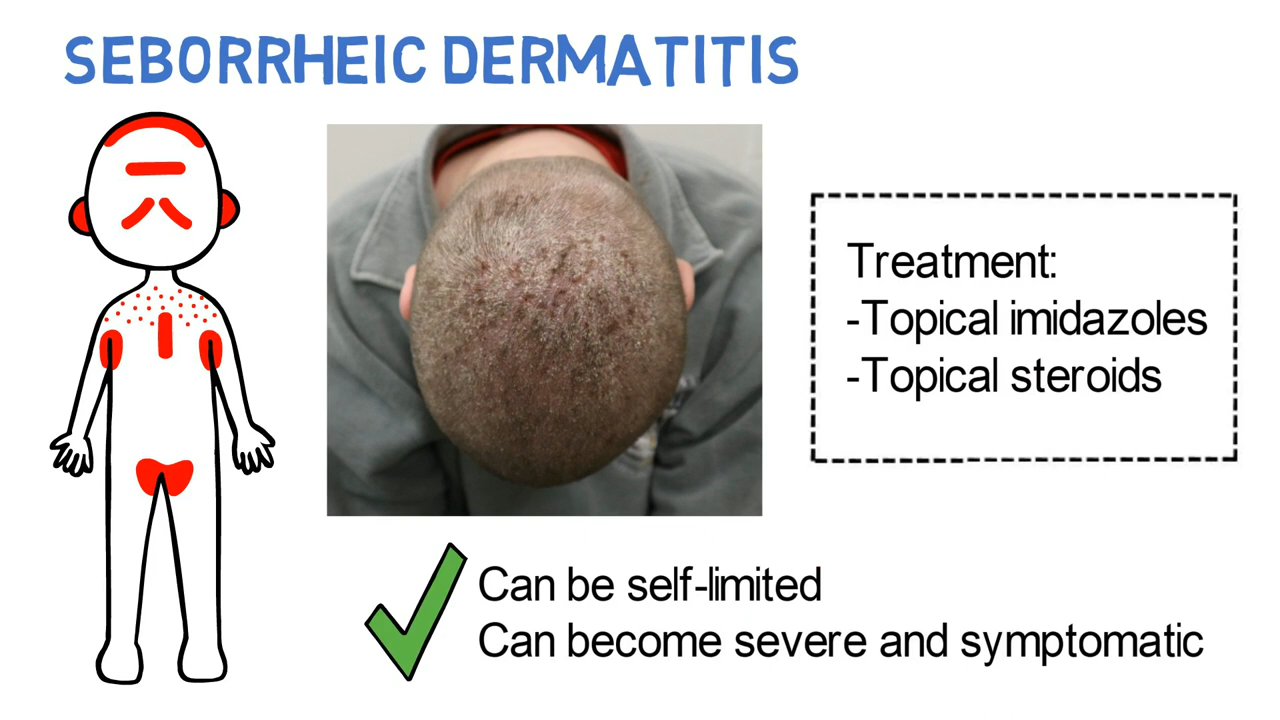 SEBORRHEIC DERMATITIS
Treatment:
-Topical imidazoles
-Topical steroids
Can be self-limited
Can become severe and symptomatic